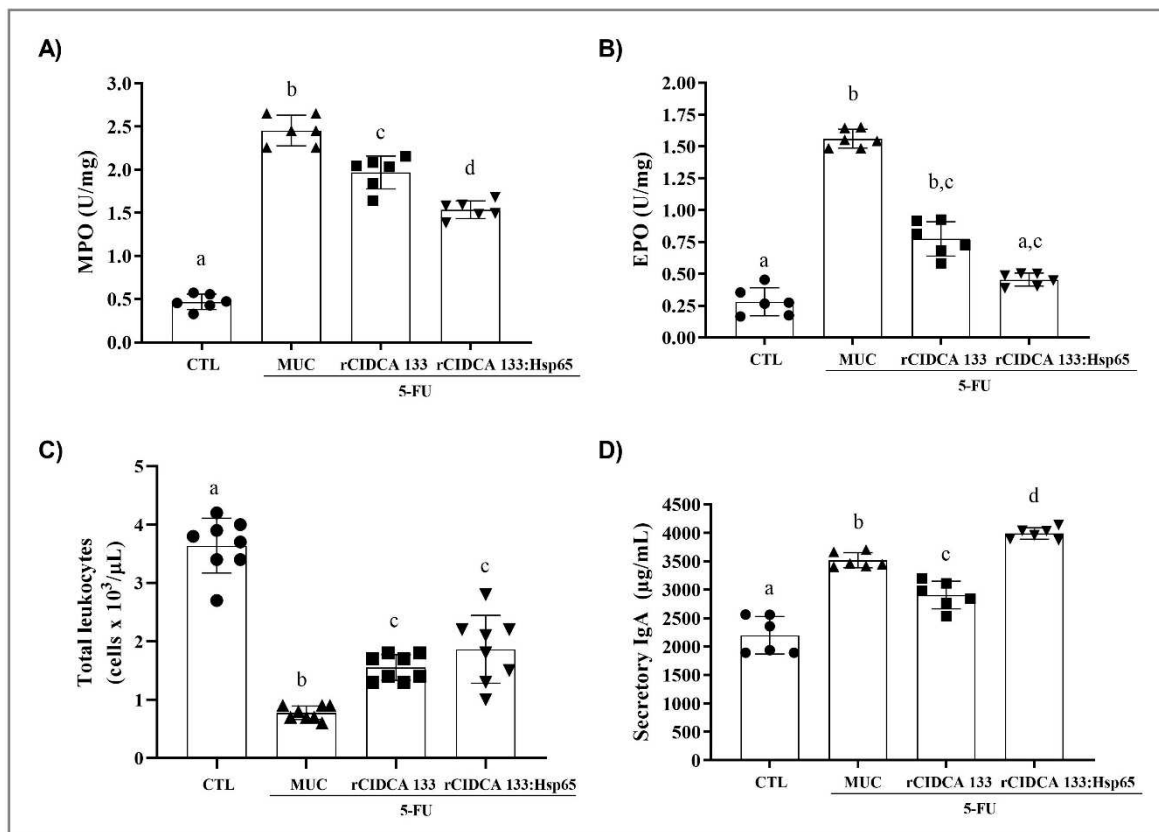 A)
MPO (U/mg)
3.0
2.5
2.0
1.5
1.0
0.5
0.0
a
b
c
d
CTL
MUC
rCIDCA 133
rCIDCA 133:Hsp65
5-FU
B)
EPO (U/mg)
2.00
1.75
1.50
1.25
1.00
0.75
0.50
0.25
0.00
a
b
b,c
a,c
CTL
MUC
rCIDCA 133
rCIDCA 133:Hsp65
5-FU
C)
Total leukocytes
(cells x 10³/µL)
5
4
3
2
1
0
a
b
c
c
CTL
MUC
rCIDCA 133
rCIDCA 133:Hsp65
5-FU
D)
Secretory IgA (µg/mL)
4500
4000
3500
3000
2500
2000
1500
1000
500
0
a
b
c
d
CTL
MUC
rCIDCA 133
rCIDCA 133:Hsp65
5-FU